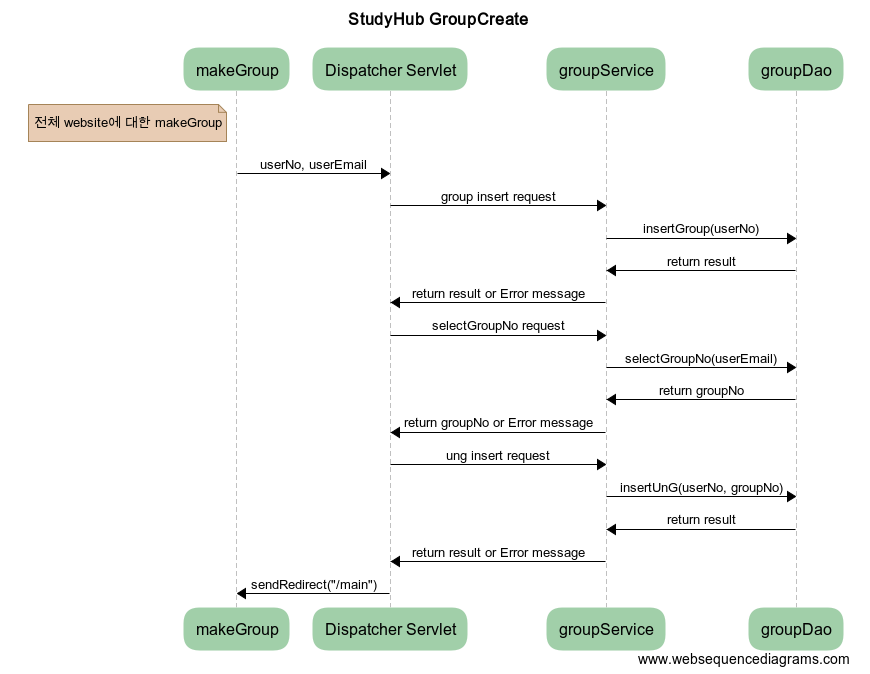 StudyHub GroupCreate
makeGroup
Dispatcher Servlet
groupService
groupDao
전체 website에 대한 makeGroup
userNo, userEmail
group insert request
insertGroup(userNo)
return result
return result or Error message
selectGroupNo request
selectGroupNo(userEmail)
return groupNo
return groupNo or Error message
ung insert request
insertUnG(userNo, groupNo)
return result
return result or Error message
sendRedirect("/main")
makeGroup
Dispatcher Servlet
groupService
groupDao
www.websequencediagrams.com